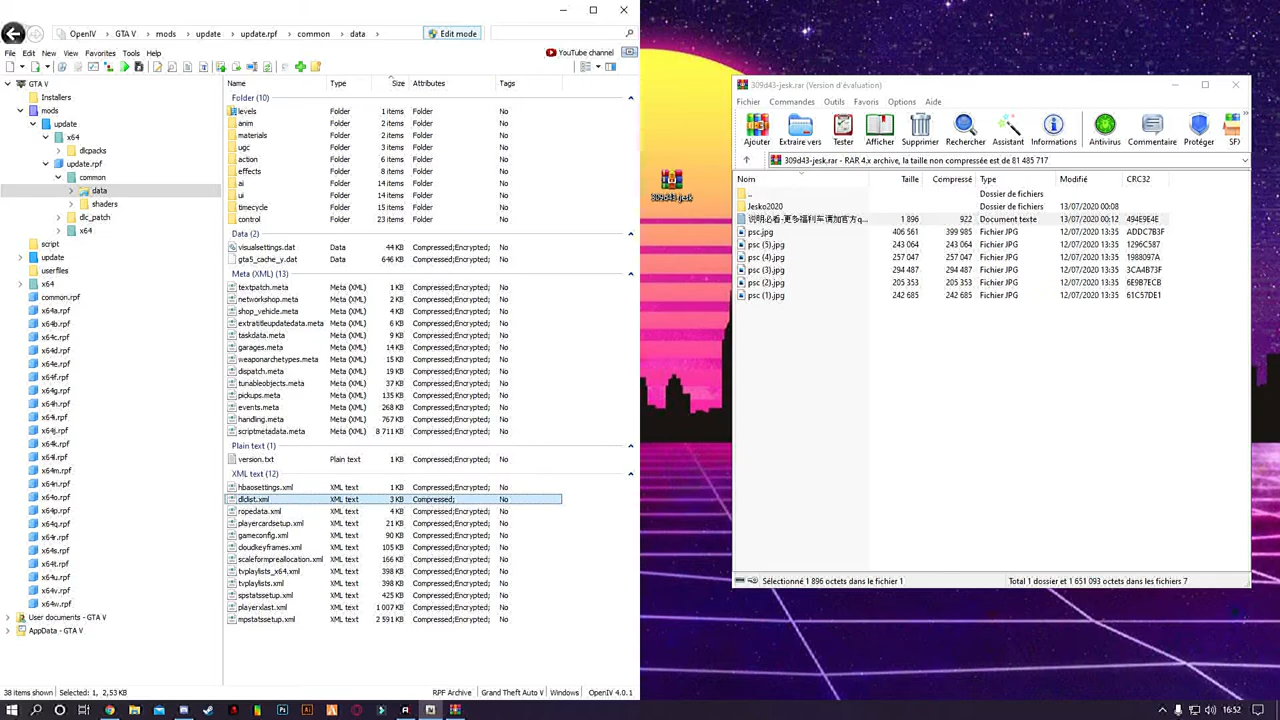 OpenIV › GTA V › mods › update › update.rpf › common › data ›
Edit mode
File Edit New View Favorites Tools Help
YouTube channel
GTA V
Installers
mods
update
x64
dlcpacks
update.rpf
common
data
shaders
dlc_patch
x64
script
update
userfiles
x64
common.rpf
x64a.rpf
x64b.rpf
x64c.rpf
x64d.rpf
x64e.rpf
x64f.rpf
x64g.rpf
x64h.rpf
x64i.rpf
x64j.rpf
x64k.rpf
x64l.rpf
x64m.rpf
x64n.rpf
x64o.rpf
x64p.rpf
x64q.rpf
x64r.rpf
x64s.rpf
x64t.rpf
x64u.rpf
x64v.rpf
x64w.rpf
User documents - GTA V
AppData - GTA V
Name Type Size Attributes Tags
Folder (10)
levels Folder 1 items Folder No
anim Folder 2 items Folder No
materials Folder 2 items Folder No
ugc Folder 3 items Folder No
action Folder 6 items Folder No
effects Folder 8 items Folder No
ai Folder 14 items Folder No
ui Folder 14 items Folder No
timecycle Folder 15 items Folder No
control Folder 23 items Folder No
Data (2)
visualsettings.dat Data 44 KB Compressed;Encrypted; No
gta5_cache_y.dat Data 646 KB Compressed;Encrypted; No
Meta (XML) (13)
textpatch.meta Meta (XML) 1 KB Compressed;Encrypted; No
networkshop.meta Meta (XML) 2 KB Compressed;Encrypted; No
shop_vehicle.meta Meta (XML) 4 KB Compressed;Encrypted; No
extratitleupdatedata.meta Meta (XML) 6 KB Compressed;Encrypted; No
taskdata.meta Meta (XML) 9 KB Compressed;Encrypted; No
garages.meta Meta (XML) 14 KB Compressed;Encrypted; No
weaponarchetypes.meta Meta (XML) 15 KB Compressed;Encrypted; No
dispatch.meta Meta (XML) 19 KB Compressed;Encrypted; No
tunableobjects.meta Meta (XML) 37 KB Compressed;Encrypted; No
pickups.meta Meta (XML) 135 KB Compressed;Encrypted; No
events.meta Meta (XML) 268 KB Compressed;Encrypted; No
handling.meta Meta (XML) 767 KB Compressed;Encrypted; No
scriptmetadata.meta Meta (XML) 8 711 KB Compressed;Encrypted; No
Plain text (1)
version.txt Plain text 1 KB Compressed;Encrypted; No
XML text (12)
hbaosettings.xml XML text 1 KB Compressed;Encrypted; No
dlclist.xml XML text 3 KB Compressed; No
ropedata.xml XML text 4 KB Compressed;Encrypted; No
playercardsetup.xml XML text 21 KB Compressed;Encrypted; No
gameconfig.xml XML text 90 KB Compressed;Encrypted; No
cloudkeyframes.xml XML text 105 KB Compressed;Encrypted; No
scaleformpreallocation.xml XML text 166 KB Compressed;Encrypted; No
tvplaylists_x64.xml XML text 398 KB Compressed;Encrypted; No
tvplaylists.xml XML text 398 KB Compressed;Encrypted; No
spstatssetup.xml XML text 425 KB Compressed;Encrypted; No
playerxlast.xml XML text 1 007 KB Compressed;Encrypted; No
mpstatssetup.xml XML text 2 591 KB Compressed;Encrypted; No
38 items shown Selected: 1, 2,53 KB RPF Archive Grand Theft Auto V Windows OpenIV 4.0.1
309d43-jesk
309d43-jesk.rar (Version d'évaluation)
Fichier Commandes Outils Favoris Options Aide
Ajouter Extraire vers Tester Afficher Supprimer Rechercher Assistant Informations Antivirus Commentaire Protéger SFX
309d43-jesk.rar - RAR 4.x archive, la taille non compressée est de 81 485 717
Nom Taille Compressé Type Modifié CRC32
.. Dossier de fichiers
Jesko2020 Dossier de fichiers 13/07/2020 00:08
说明必看-更多福利车请加官方q... 1 896 922 Document texte 13/07/2020 00:12 494E9E4E
psc.jpg 406 561 399 985 Fichier JPG 12/07/2020 13:35 ADDC7B3F
psc (5).jpg 243 064 243 064 Fichier JPG 12/07/2020 13:35 1296C587
psc (4).jpg 257 047 257 047 Fichier JPG 12/07/2020 13:35 1988097A
psc (3).jpg 294 487 294 487 Fichier JPG 12/07/2020 13:35 3CA4B73F
psc (2).jpg 205 353 205 353 Fichier JPG 12/07/2020 13:35 6E9B7ECB
psc (1).jpg 242 685 242 685 Fichier JPG 12/07/2020 13:35 61C57DE1
Sélectionné 1 896 octets dans le fichier 1 Total 1 dossier et 1 651 093 octets dans les fichiers 7
16:52